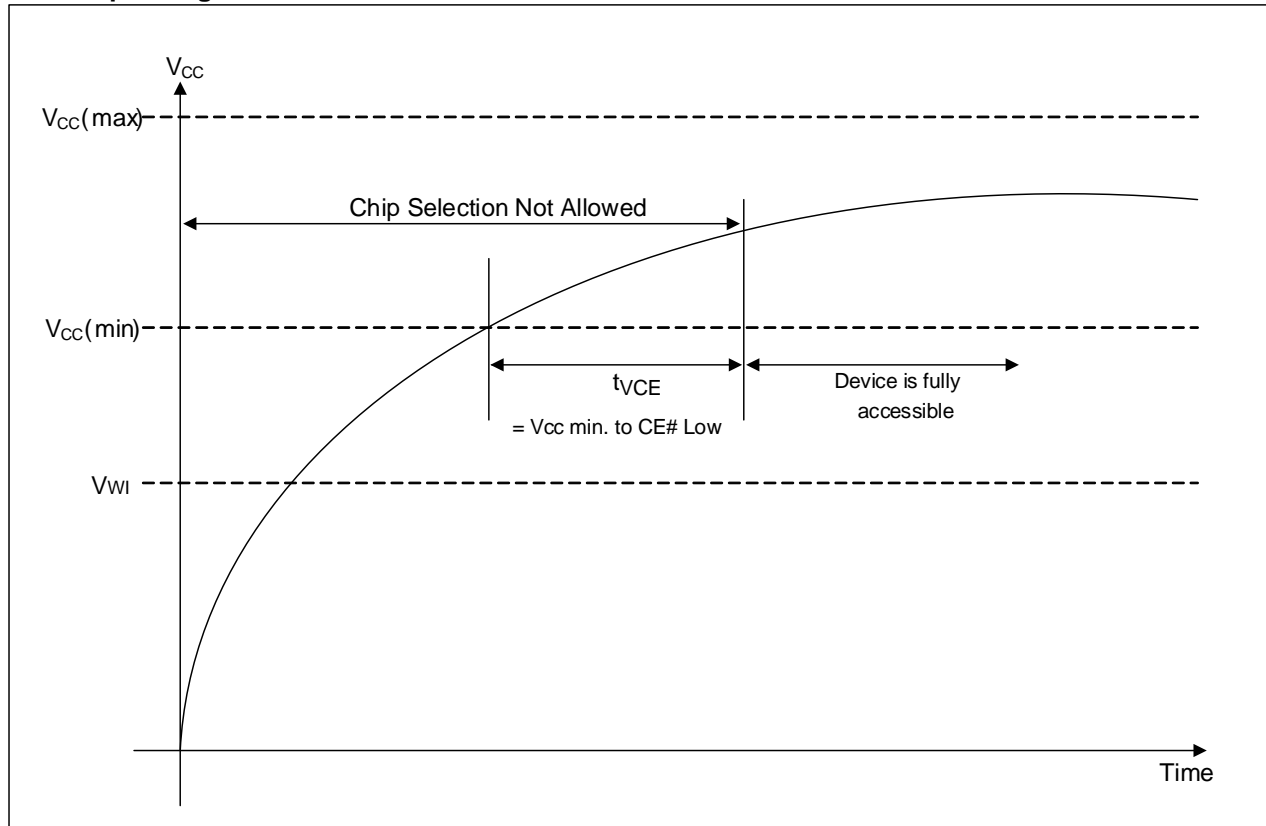 VCC
VCC(max)
Chip Selection Not Allowed
VCC(min)
tVCE
= Vcc min. to CE# Low
Device is fully
accessible
VWI
Time